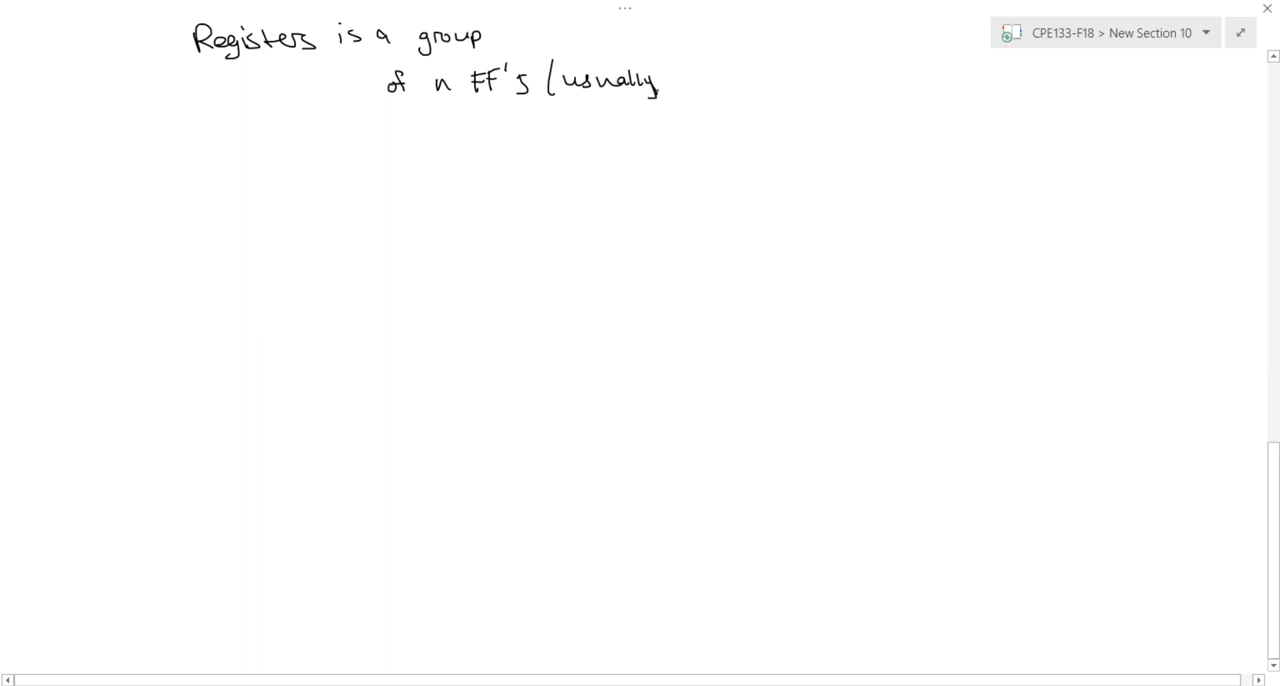 ...
CPE133-F18 > New Section 10
Registers is a group
of n FF's (usually